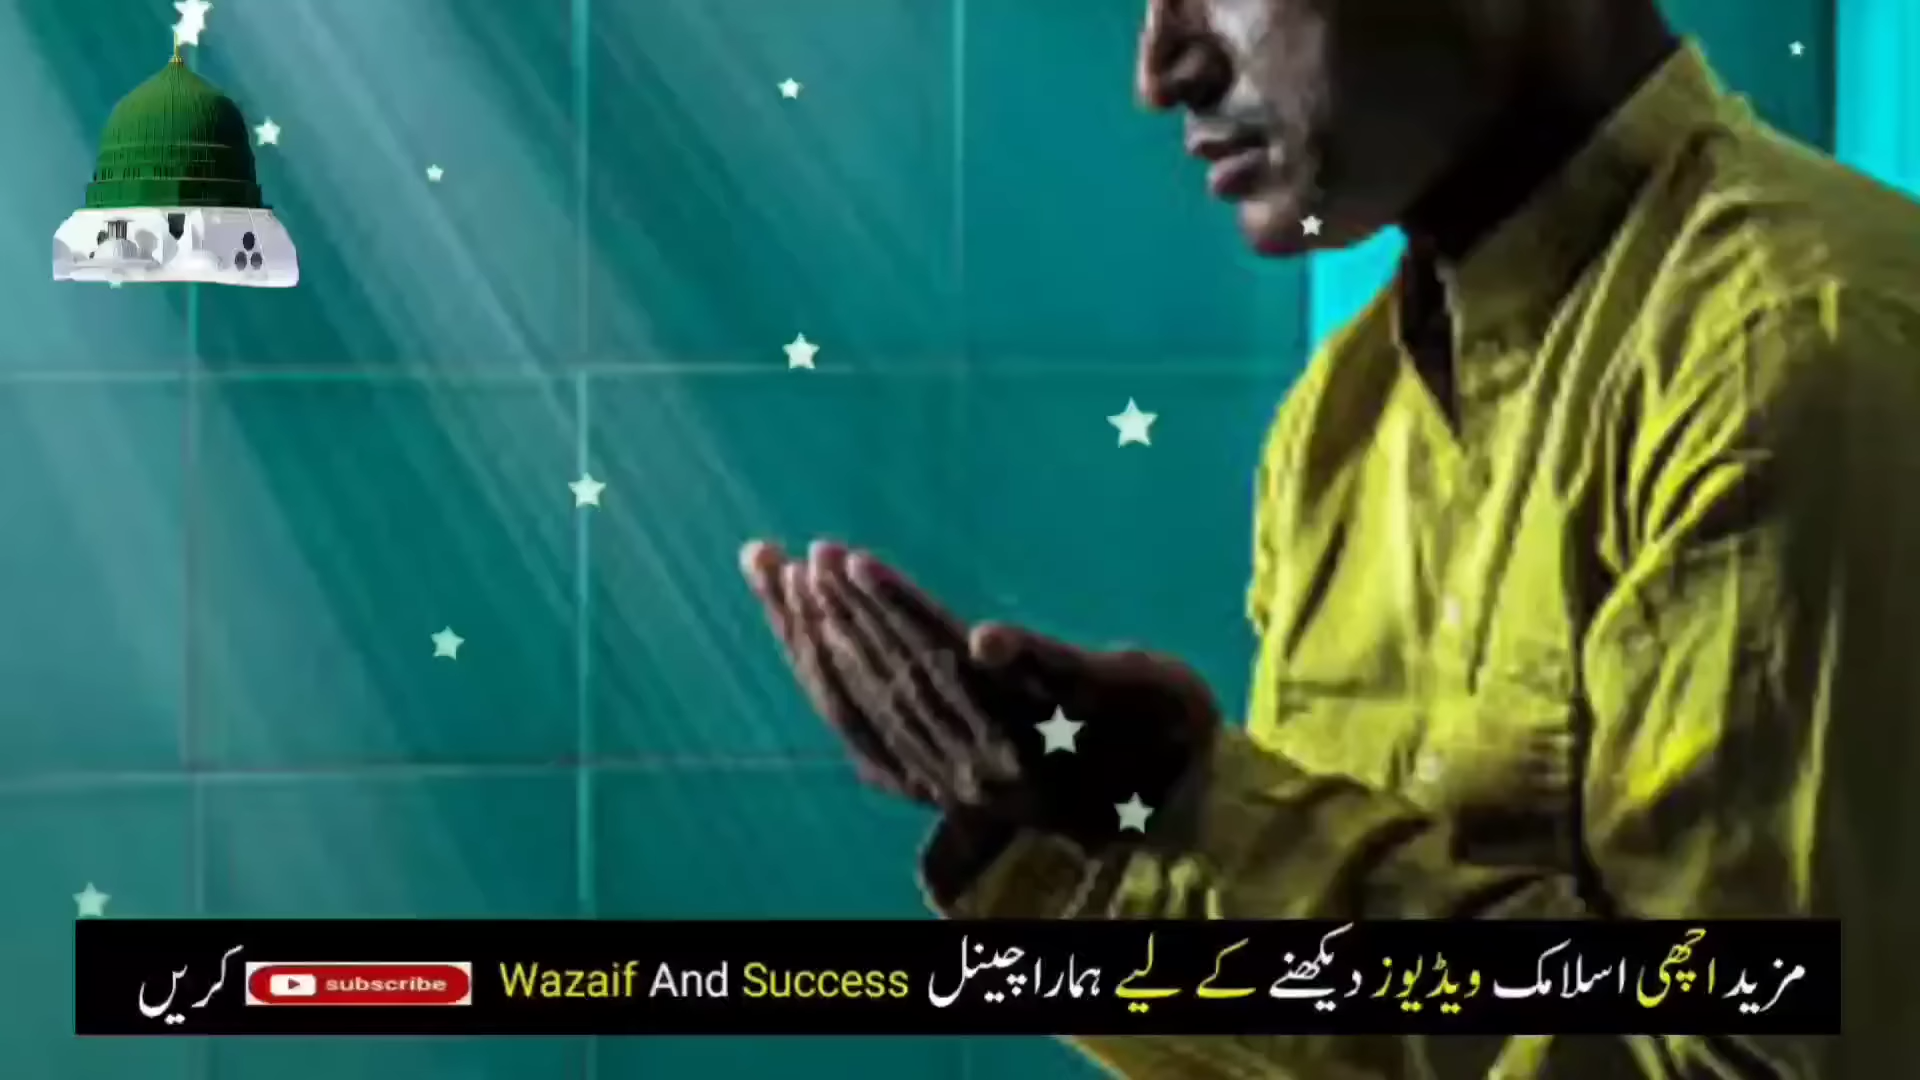 مزید اچھی اسلامک ویڈیوز دیکھنے کے لیے ہمارا چینل Wazaif And Success subscribe کریں